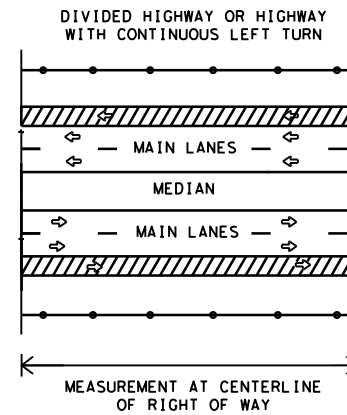 DIVIDED HIGHWAY OR HIGHWAY
WITH CONTINUOUS LEFT TURN
MAIN LANES
MEDIAN
MAIN LANES
MEASUREMENT AT CENTERLINE
OF RIGHT OF WAY